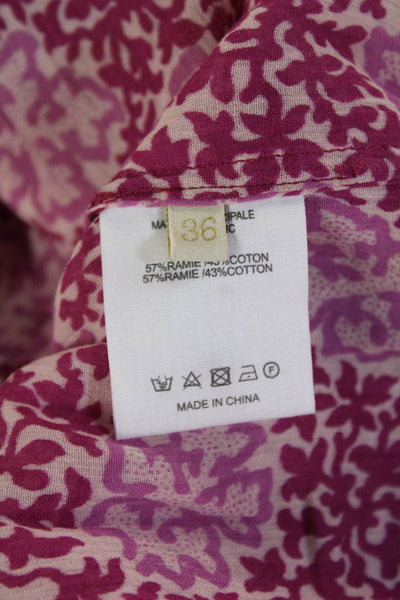 36
57%RAMIE /43%COTON
57%RAMIE /43%COTTON
F
MADE IN CHINA